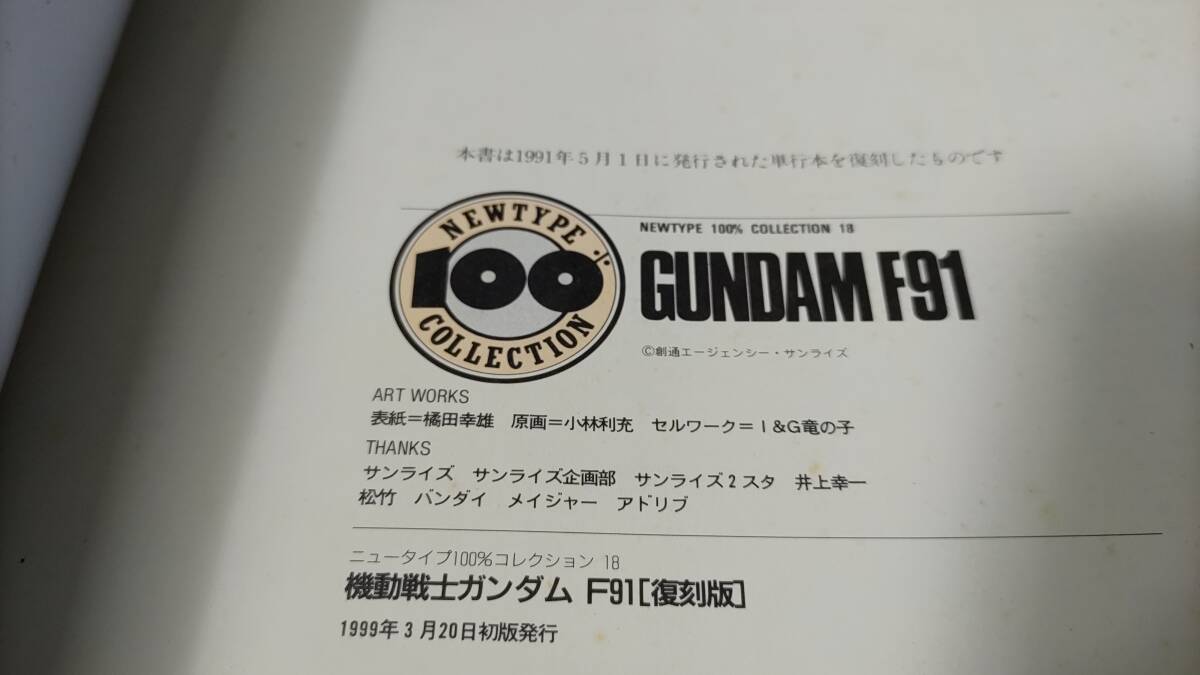 本書は1991年5月1日に発行された単行本を復刻したものです
NEWTYPE
100%
COLLECTION
NEWTYPE 100% COLLECTION 18
GUNDAM F91
©創通エージェンシー・サンライズ
ART WORKS
表紙=橘田幸雄 原画=小林利充 セルワーク=I&G竜の子
THANKS
サンライズ サンライズ企画部 サンライズ2スタ 井上幸一
松竹 バンダイ メイジャー アドリブ
ニュータイプ100%コレクション 18
機動戦士ガンダム F91[復刻版]
1999年3月20日初版発行